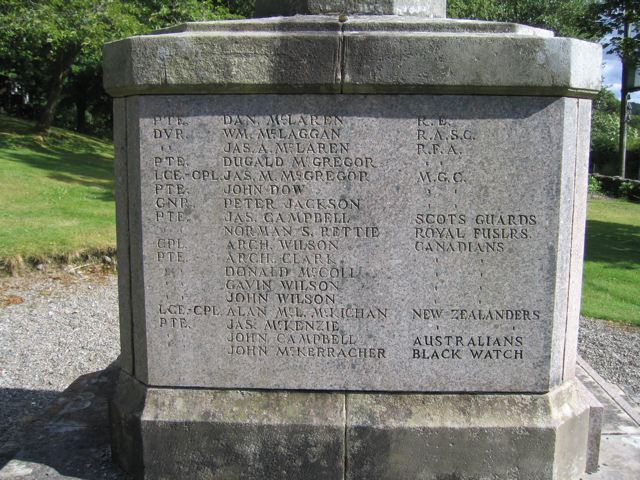 PTE. DAN. McLAREN R.E.
DVR. WM. McLAGGAN R.A.S.C.
" JAS. A. McLAREN R.F.A.
PTE. DUGALD McGREGOR "
LCE.-CPL. JAS. M. McGREGOR M.G.C.
PTE. JOHN DOW "
GNR. PETER JACKSON "
PTE. JAS. CAMPBELL SCOTS GUARDS
" NORMAN S. RETTIE ROYAL FUSLRS.
CPL. ARCH. WILSON CANADIANS
PTE. ARCH. CLARK "
" DONALD McCOLL "
" GAVIN WILSON "
" JOHN WILSON "
LCE.-CPL. ALAN McL. McKICHAN NEW ZEALANDERS
PTE. JAS. McKENZIE " "
" JOHN CAMPBELL AUSTRALIANS
" JOHN McKERRACHER BLACK WATCH